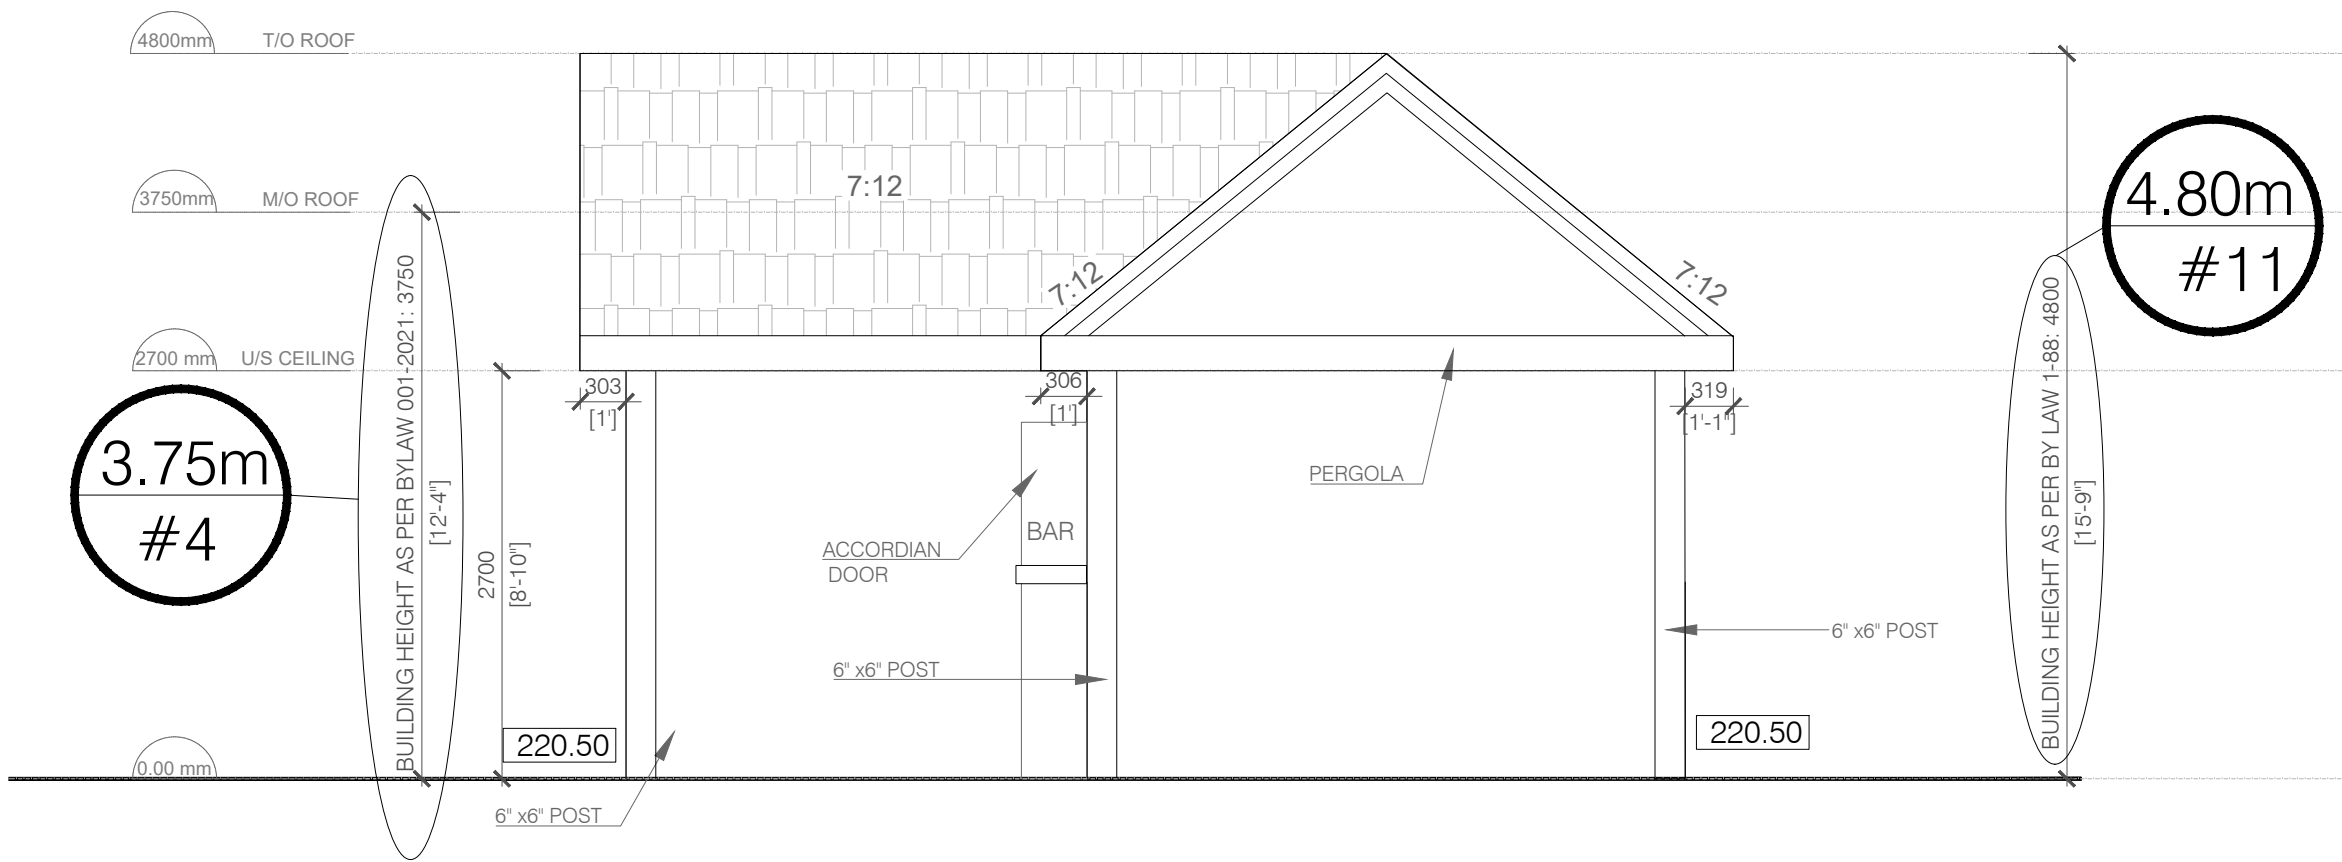 4800mm
T/O ROOF
3750mm
M/O ROOF
2700 mm
U/S CEILING
0.00 mm
3.75m
#4
BUILDING HEIGHT AS PER BYLAW 001-2021: 3750
[12'-4"]
2700
[8'-10"]
7:12
7:12
7:12
303
[1']
306
[1']
319
[1'-1"]
PERGOLA
ACCORDIAN
DOOR
BAR
6" x6" POST
6" x6" POST
6" x6" POST
220.50
220.50
BUILDING HEIGHT AS PER BY LAW 1-88: 4800
[15'-9"]
4.80m
#11